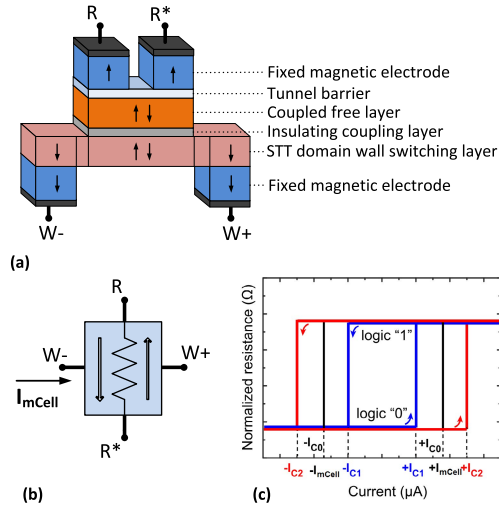 R R*
Fixed magnetic electrode
Tunnel barrier
Coupled free layer
Insulating coupling layer
STT domain wall switching layer
Fixed magnetic electrode
W- W+
(a)
R
W- W+
ImCell
R*
(b)
Normalized resistance (Ω)
logic “1”
logic “0”
-IC0 +IC0
-IC2 -ImCell -IC1 +IC1 +ImCell +IC2
Current (µA)
(c)